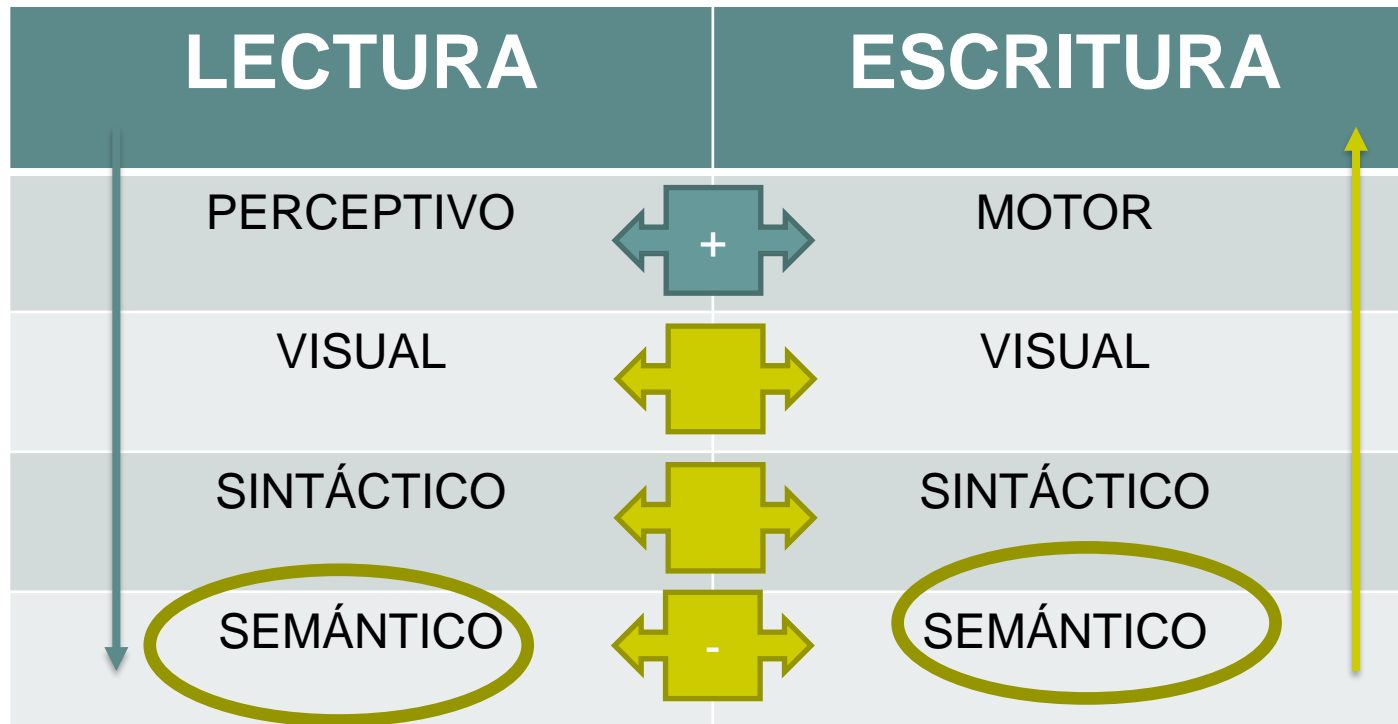 LECTURA ESCRITURA
PERCEPTIVO + MOTOR
VISUAL VISUAL
SINTÁCTICO SINTÁCTICO
SEMÁNTICO - SEMÁNTICO